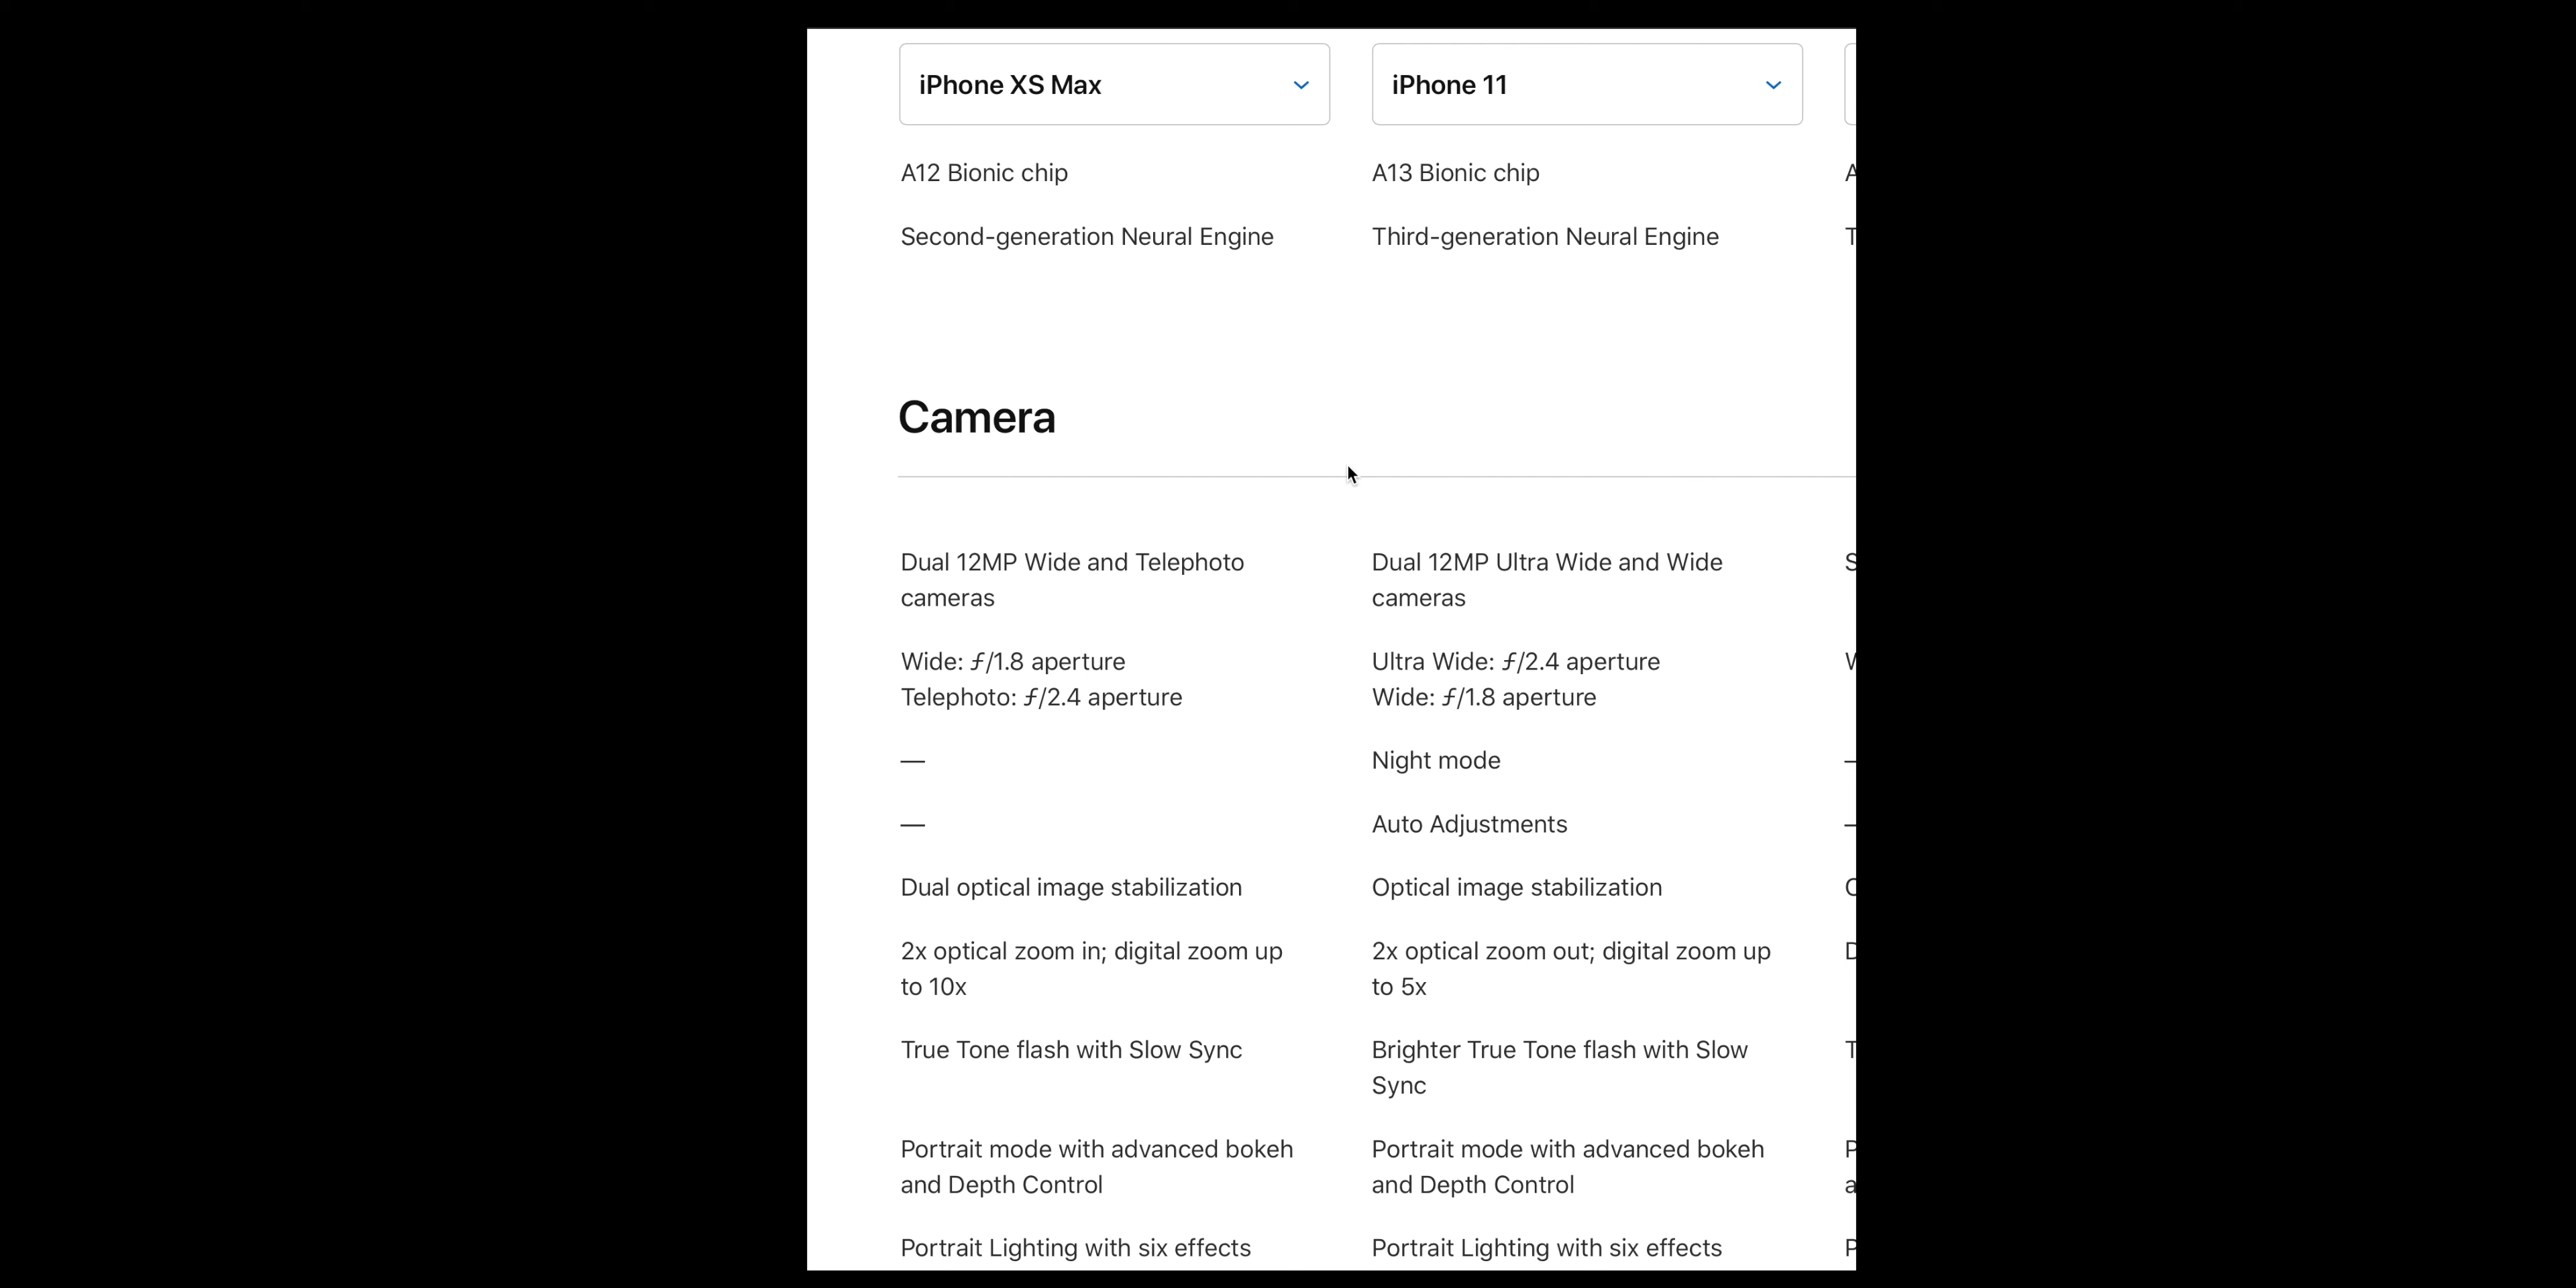 iPhone XS Max
iPhone 11
A12 Bionic chip
A13 Bionic chip
Second-generation Neural Engine
Third-generation Neural Engine
Camera
Dual 12MP Wide and Telephoto
cameras
Dual 12MP Ultra Wide and Wide
cameras
Wide: ƒ/1.8 aperture
Telephoto: ƒ/2.4 aperture
Ultra Wide: ƒ/2.4 aperture
Wide: ƒ/1.8 aperture
—
Night mode
—
Auto Adjustments
Dual optical image stabilization
Optical image stabilization
2x optical zoom in; digital zoom up
to 10x
2x optical zoom out; digital zoom up
to 5x
True Tone flash with Slow Sync
Brighter True Tone flash with Slow
Sync
Portrait mode with advanced bokeh
and Depth Control
Portrait mode with advanced bokeh
and Depth Control
Portrait Lighting with six effects
Portrait Lighting with six effects